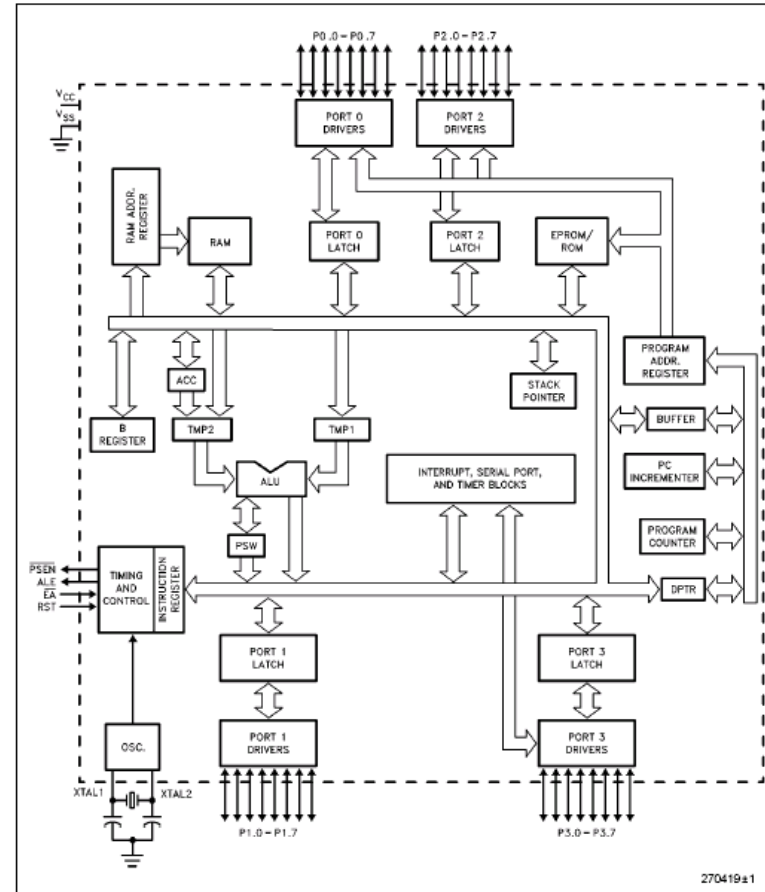 P0.0-P0.7
P2.0-P2.7
VCC
VSS
PORT 0
DRIVERS
PORT 2
DRIVERS
RAM ADDR.
REGISTER
RAM
PORT 0
LATCH
PORT 2
LATCH
EPROM/
ROM
PROGRAM
ADDR.
REGISTER
ACC
STACK
POINTER
B
REGISTER
TMP2
TMP1
BUFFER
ALU
INTERRUPT, SERIAL PORT,
AND TIMER BLOCKS
PC
INCREMENTER
PSW
PROGRAM
COUNTER
PSEN
ALE
EA
RST
TIMING
AND
CONTROL
INSTRUCTION
REGISTER
DPTR
PORT 1
LATCH
PORT 3
LATCH
OSC.
PORT 1
DRIVERS
PORT 3
DRIVERS
XTAL1
XTAL2
P1.0-P1.7
P3.0-P3.7
270419±1